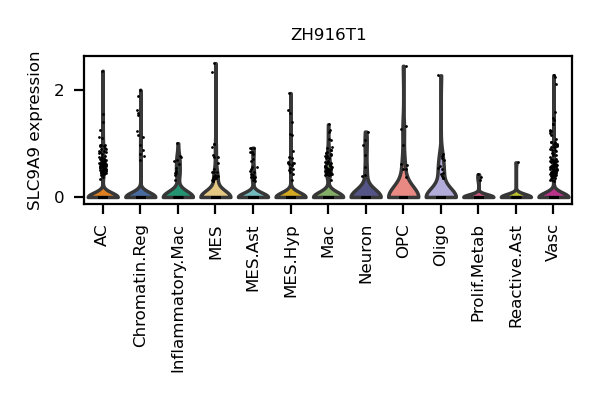 ZH916T1
SLC9A9 expression
2
0
AC
Chromatin.Reg
Inflammatory.Mac
MES
MES.Ast
MES.Hyp
Mac
Neuron
OPC
Oligo
Prolif.Metab
Reactive.Ast
Vasc